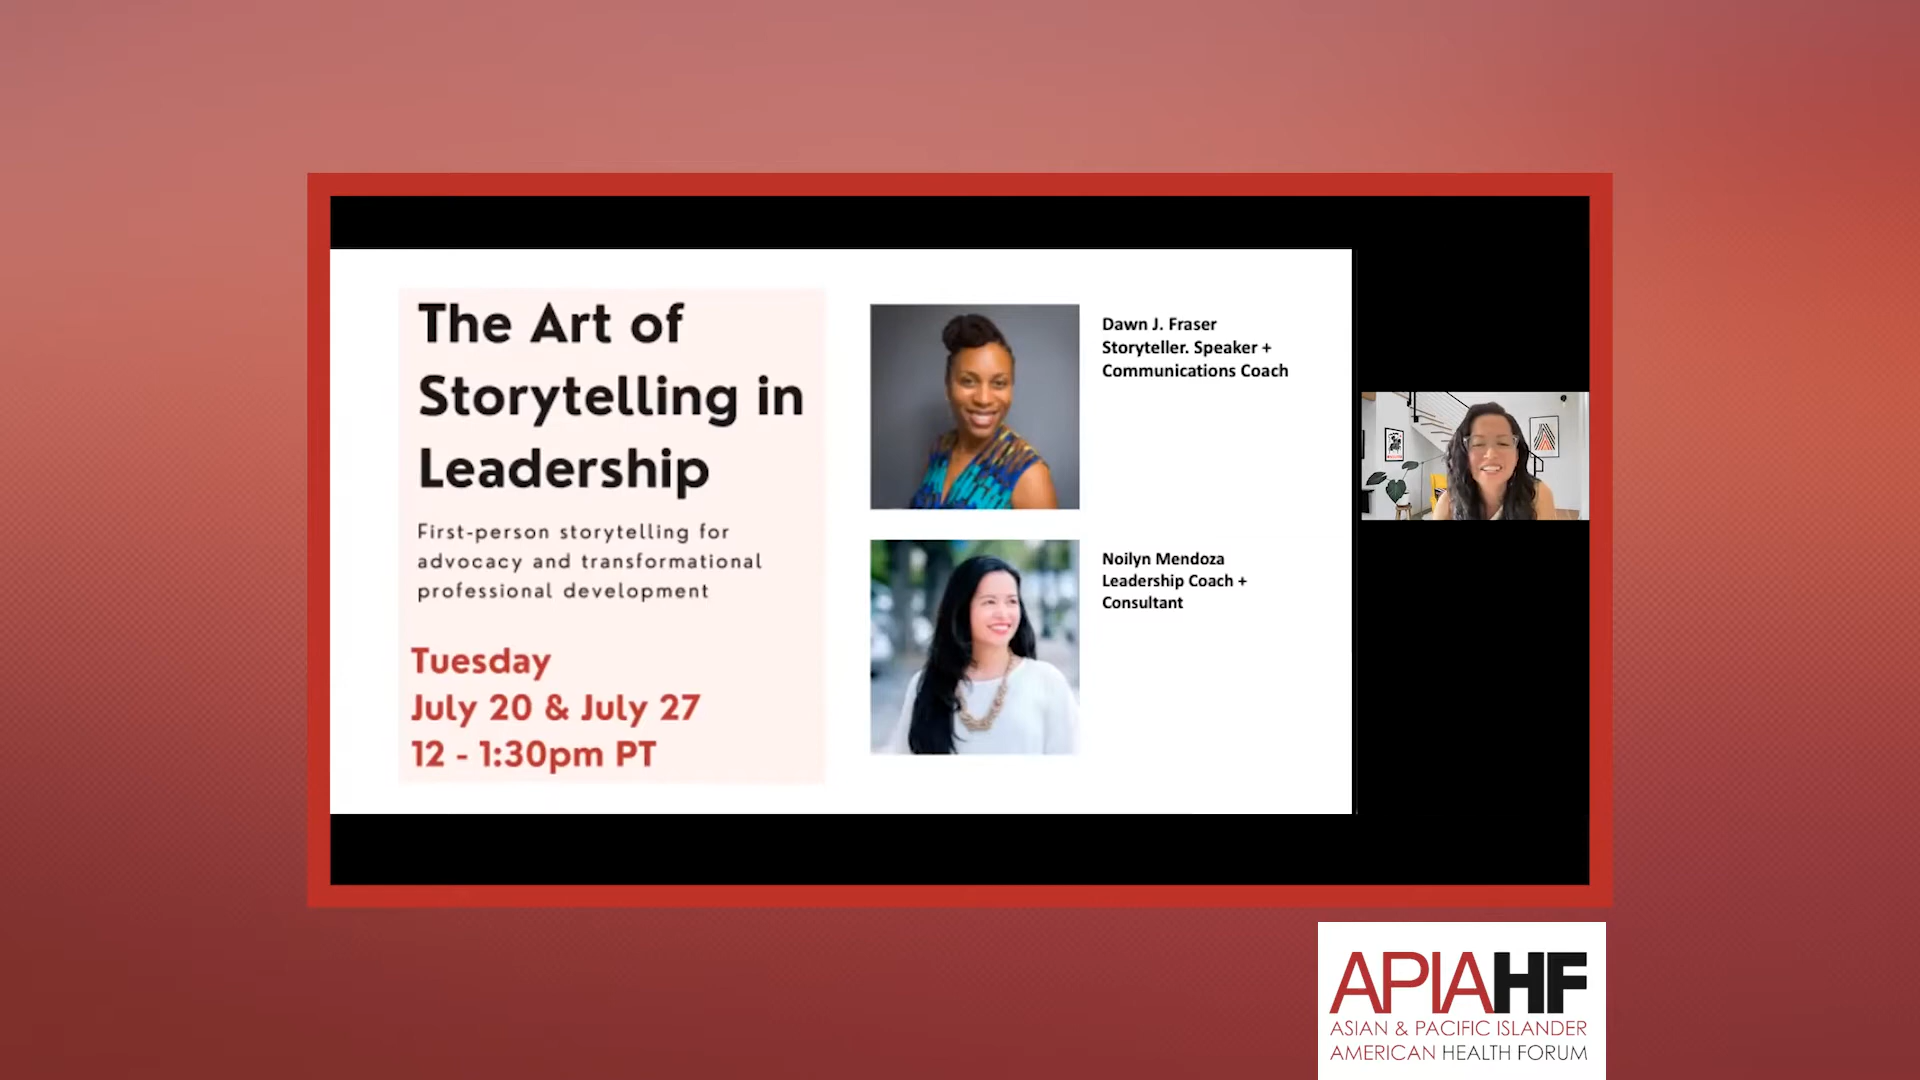 The Art of
Storytelling in
Leadership
First-person storytelling for
advocacy and transformational
professional development
Tuesday
July 20 & July 27
12 - 1:30pm PT
Dawn J. Fraser
Storyteller. Speaker +
Communications Coach
Noilyn Mendoza
Leadership Coach +
Consultant
APIAHF
ASIAN & PACIFIC ISLANDER
AMERICAN HEALTH FORUM